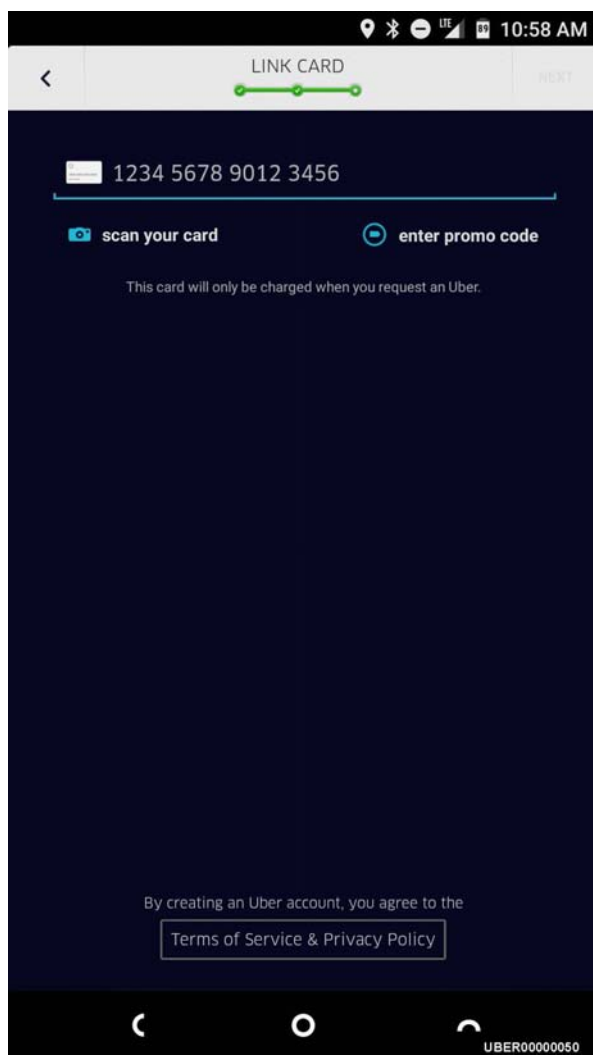 LTE 89 10:58 AM
LINK CARD
NEXT
1234 5678 9012 3456
scan your card
enter promo code
This card will only be charged when you request an Uber.
By creating an Uber account, you agree to the
Terms of Service & Privacy Policy
UBER00000050